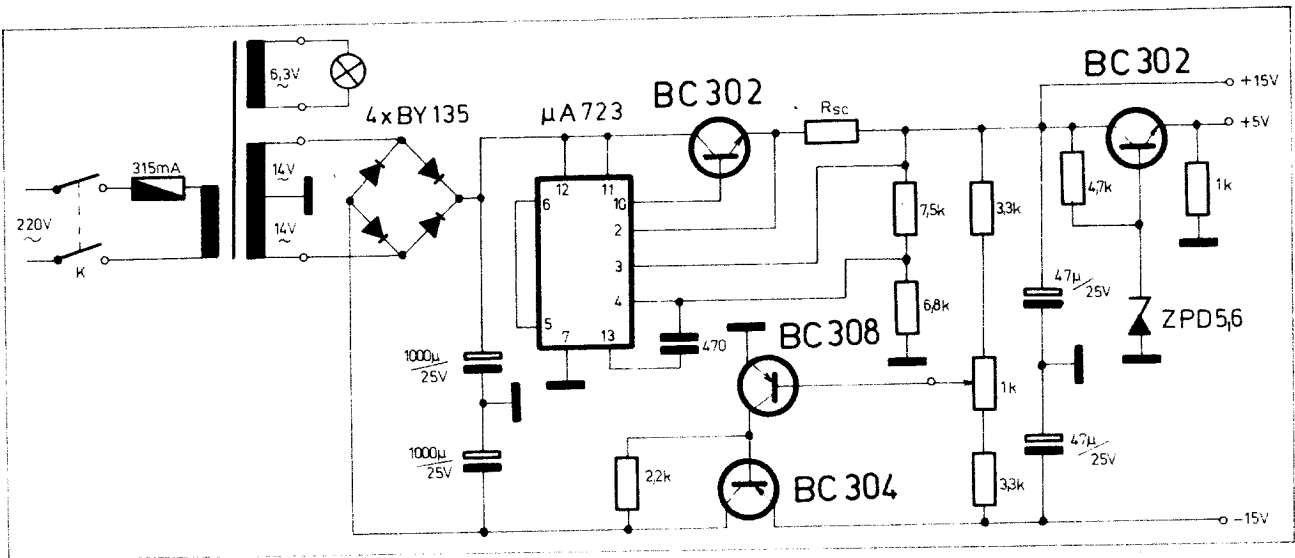 6,3V
~
4xBY135
µA723
BC302
RSC
BC302
+15V
+5V
315mA
14V
~
14V
~
220V
~
K
12
11
6
10
2
3
4
5
7
13
7,5k
3,3k
4,7k
1k
6,8k
47µ/25V
ZPD5,6
470
BC308
1000µ/25V
1k
1000µ/25V
47µ/25V
2,2k
BC304
3,3k
-15V